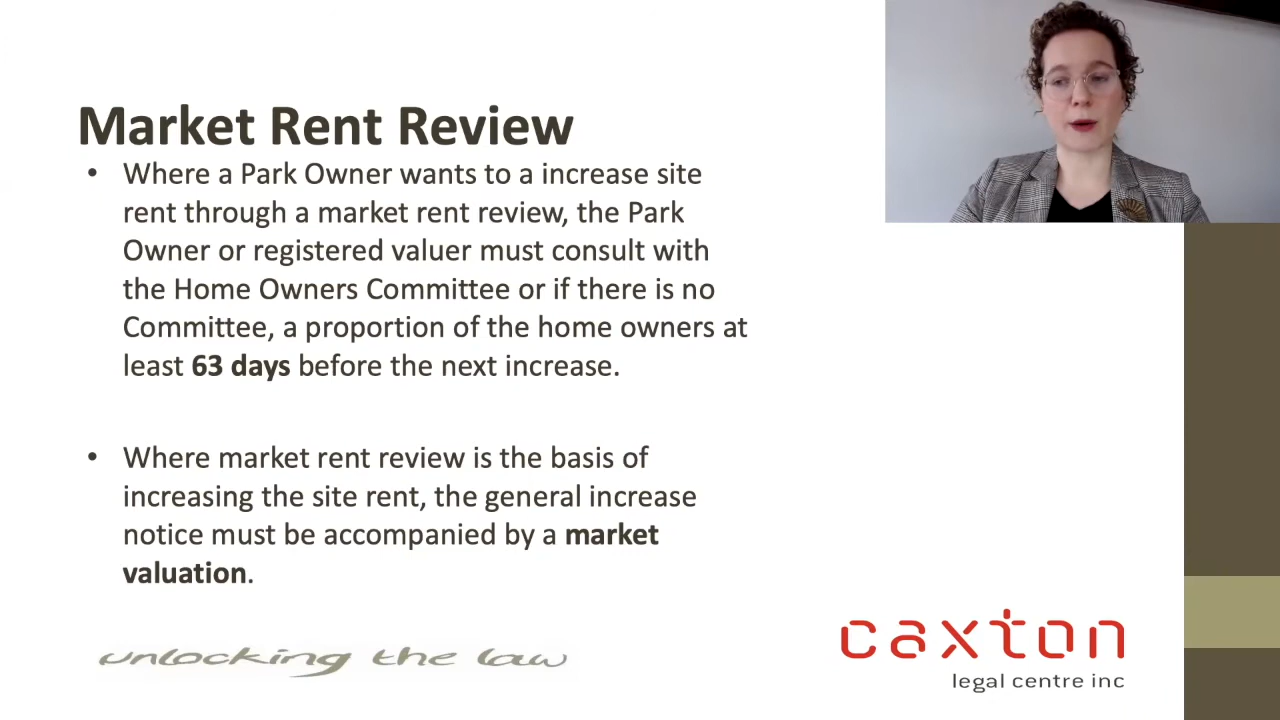 Market Rent Review
• Where a Park Owner wants to a increase site
rent through a market rent review, the Park
Owner or registered valuer must consult with
the Home Owners Committee or if there is no
Committee, a proportion of the home owners at
least 63 days before the next increase.
• Where market rent review is the basis of
increasing the site rent, the general increase
notice must be accompanied by a market
valuation.
unlocking the law
caxton
legal centre inc